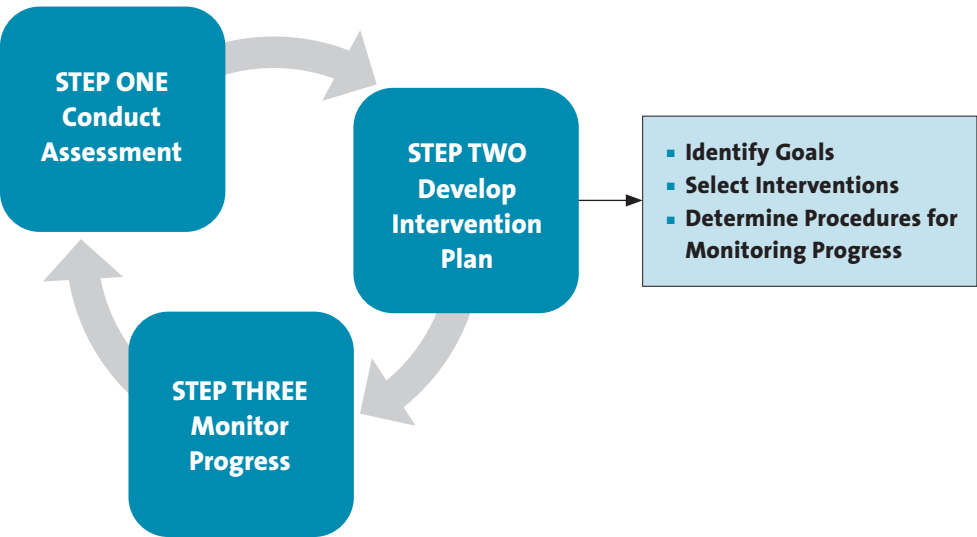 STEP ONE
Conduct
Assessment
STEP TWO
Develop
Intervention
Plan
▪ Identify Goals
▪ Select Interventions
▪ Determine Procedures for
Monitoring Progress
STEP THREE
Monitor
Progress